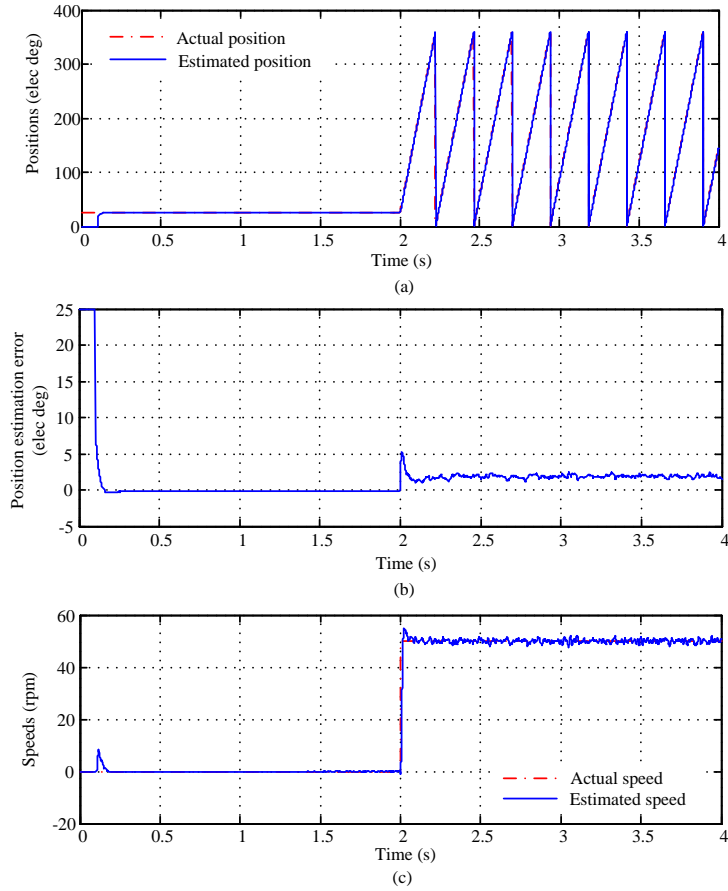 400
300
200
100
0
Positions (elec deg)
Actual position
Estimated position
0 0.5 1 1.5 2 2.5 3 3.5 4
Time (s)
(a)
25
20
15
10
5
0
-5
Position estimation error
(elec deg)
0 0.5 1 1.5 2 2.5 3 3.5 4
Time (s)
(b)
60
40
20
0
-20
Speeds (rpm)
Actual speed
Estimated speed
0 0.5 1 1.5 2 2.5 3 3.5 4
Time (s)
(c)